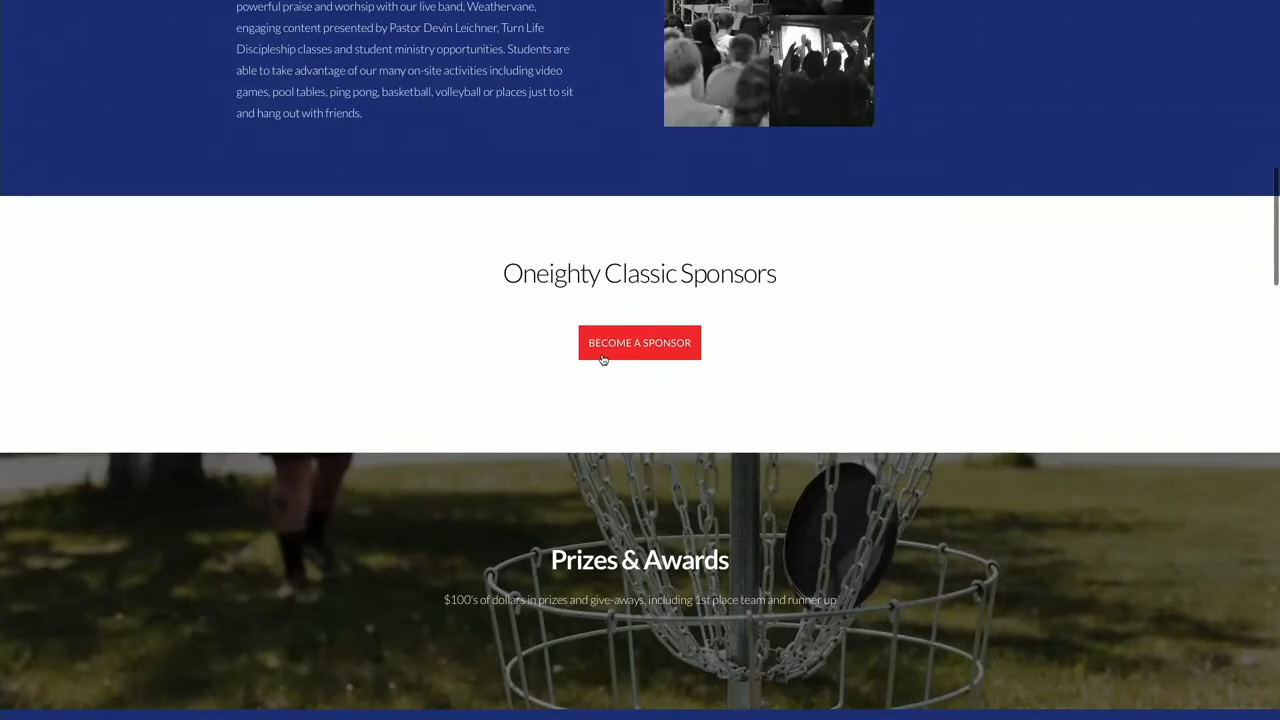 powerful praise and worhsip with our live band, Weathervane,
engaging content presented by Pastor Devin Leichner, Turn Life
Discipleship classes and student ministry opportunities. Students are
able to take advantage of our many on-site activities including video
games, pool tables, ping pong, basketball, volleyball or places just to sit
and hang out with friends.
Oneighty Classic Sponsors
BECOME A SPONSOR
Prizes & Awards
$100's of dollars in prizes and give-aways, including 1st place team and runner up